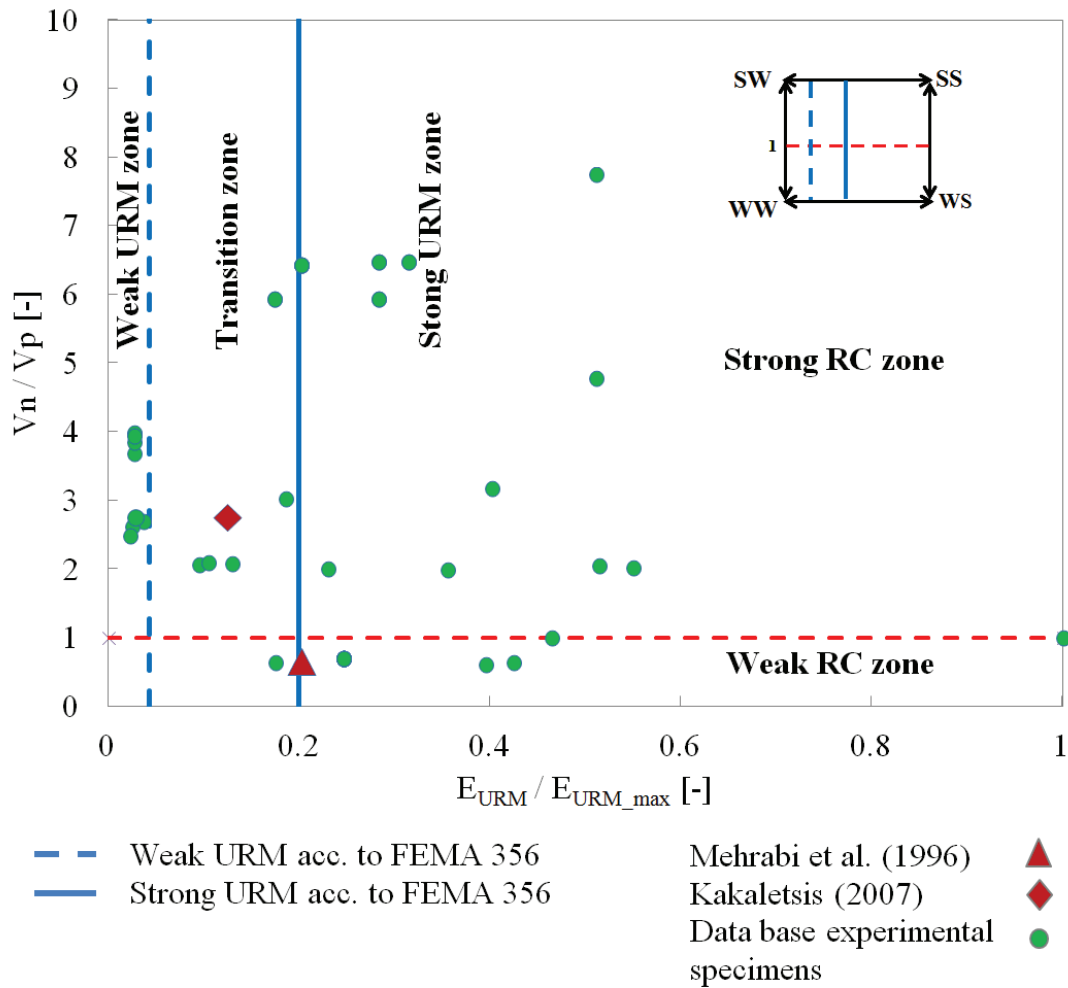 10
9
8
7
6
5
4
3
2
1
0
Vn / Vp [-]
Weak URM zone
Transition zone
Stong URM zone
SW
SS
1
WW
WS
Strong RC zone
Weak RC zone
0
0.2
0.4
0.6
0.8
1
E_URM / E_URM_max [-]
Weak URM acc. to FEMA 356
Strong URM acc. to FEMA 356
Mehrabi et al. (1996)
Kakaletsis (2007)
Data base experimental
specimens